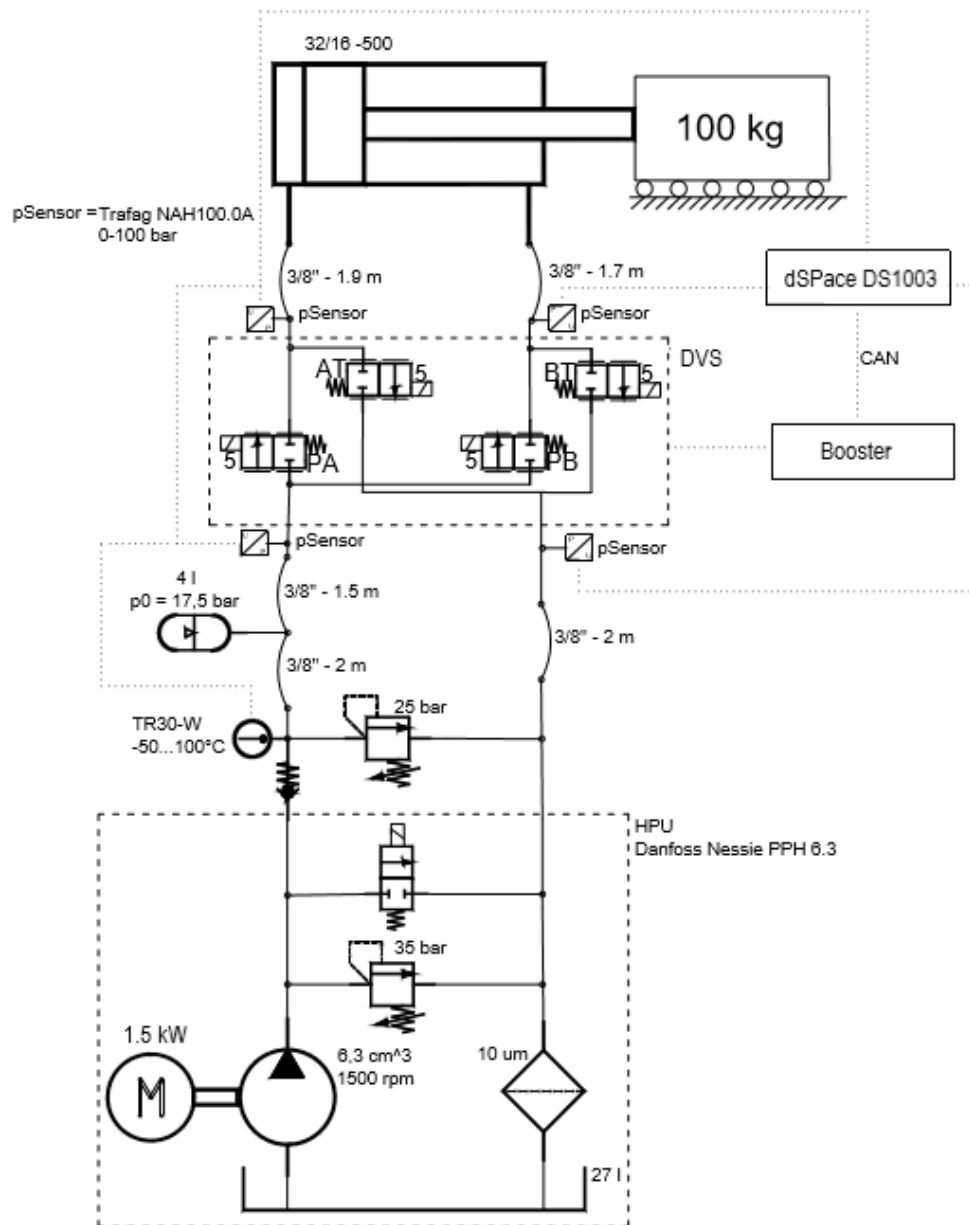 32/16 -500
100 kg
pSensor = Trafag NAH100.0A
0-100 bar
3/8" - 1.9 m
3/8" - 1.7 m
dSPace DS1003
pSensor
pSensor
DVS
CAN
AT
5
BT
5
5
PA
5
PB
Booster
pSensor
pSensor
4 l
p0 = 17,5 bar
3/8" - 1.5 m
3/8" - 2 m
3/8" - 2 m
TR30-W
-50...100°C
25 bar
HPU
Danfoss Nessie PPH 6.3
35 bar
1.5 kW
M
6,3 cm^3
1500 rpm
10 um
27 l